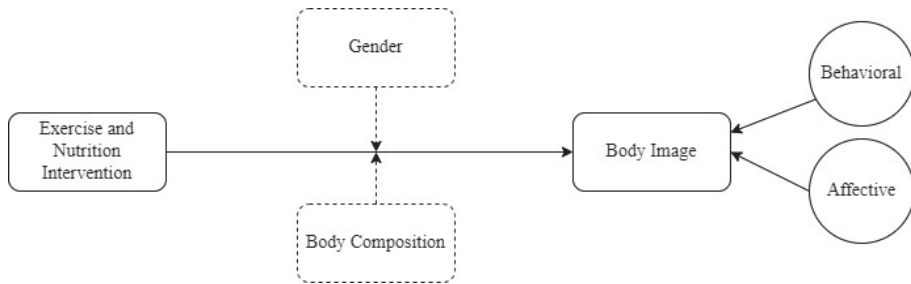 Gender
Behavioral
Exercise and
Nutrition
Intervention
Body Image
Affective
Body Composition